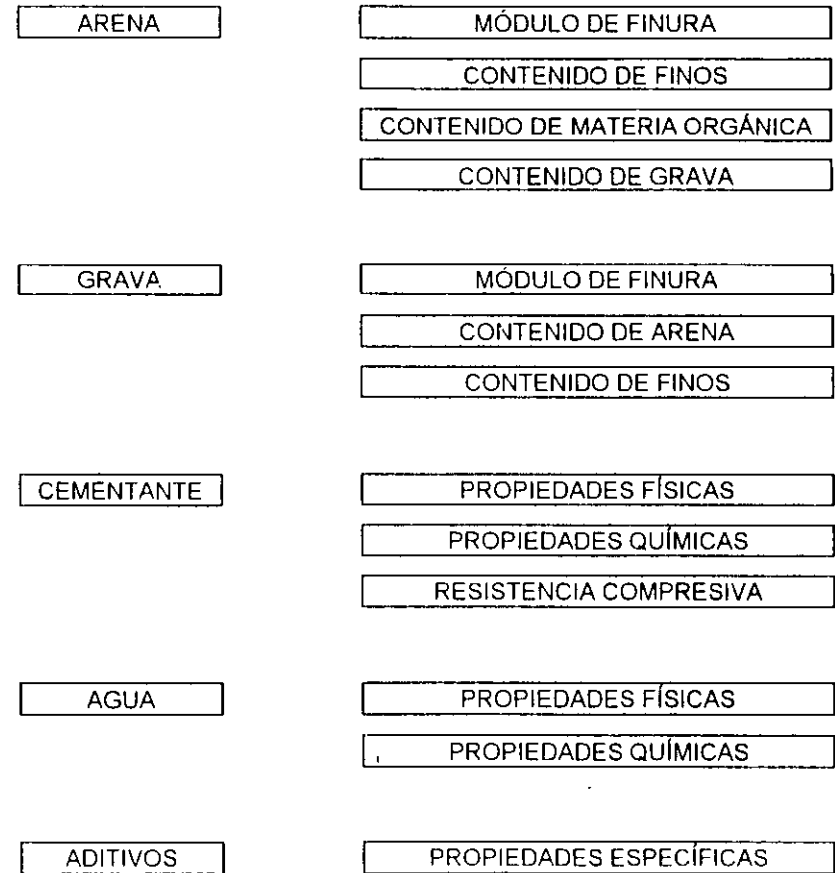 ARENA MÓDULO DE FINURA
CONTENIDO DE FINOS
CONTENIDO DE MATERIA ORGÁNICA
CONTENIDO DE GRAVA
GRAVA MÓDULO DE FINURA
CONTENIDO DE ARENA
CONTENIDO DE FINOS
CEMENTANTE PROPIEDADES FÍSICAS
PROPIEDADES QUÍMICAS
RESISTENCIA COMPRESIVA
AGUA PROPIEDADES FÍSICAS
PROPIEDADES QUÍMICAS
ADITIVOS PROPIEDADES ESPECÍFICAS